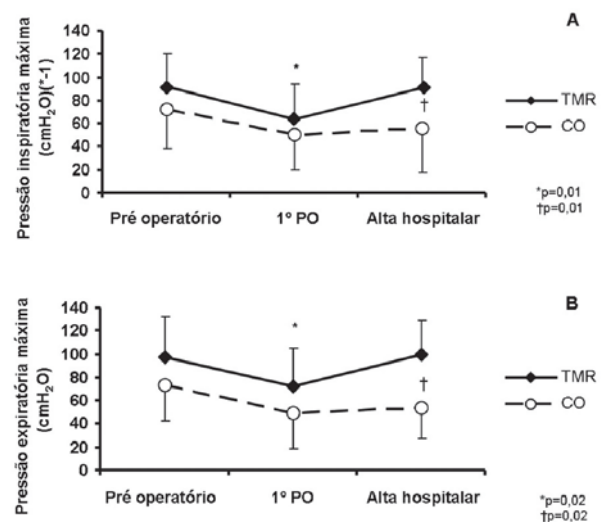 A
Pressão inspiratória máxima
(cmH2O)(*-1)
140
120
100
80
60
40
20
0
*
†
Pré operatório
1º PO
Alta hospitalar
TMR
CO
*p=0,01
†p=0,01
B
Pressão expiratória máxima
(cmH2O)
140
120
100
80
60
40
20
0
*
†
Pré operatório
1º PO
Alta hospitalar
TMR
CO
*p=0,02
†p=0,02